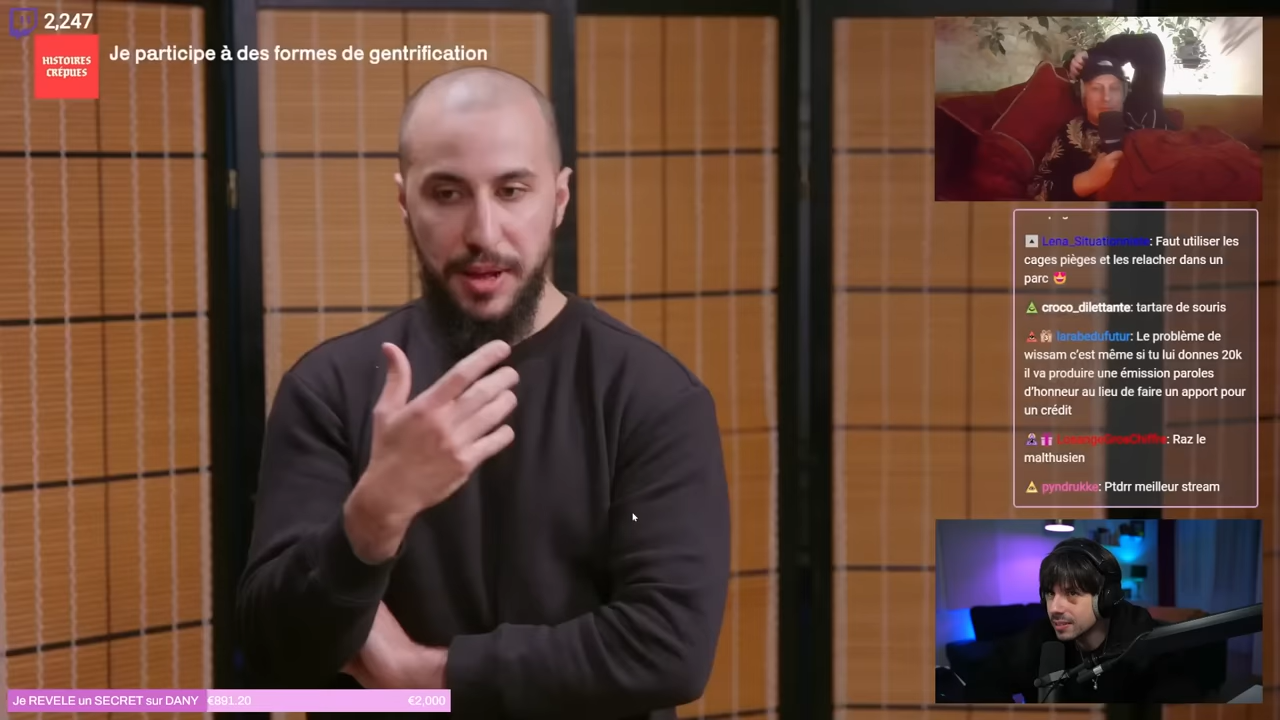 2,247
HISTOIRES
CRÉPUES
Je participe à des formes de gentrification
: Faut utiliser les
cages pièges et les relacher dans un
parc 🤩
croco_dilettante: tartare de souris
larabedufutur: Le problème de
wissam c'est même si tu lui donnes 20k
il va produire une émission paroles
d'honneur au lieu de faire un apport pour
un crédit
: Raz le
malthusien
pyndrukke: Ptdrr meilleur stream
Je REVELE un SECRET sur DANY €891.20 €2,000